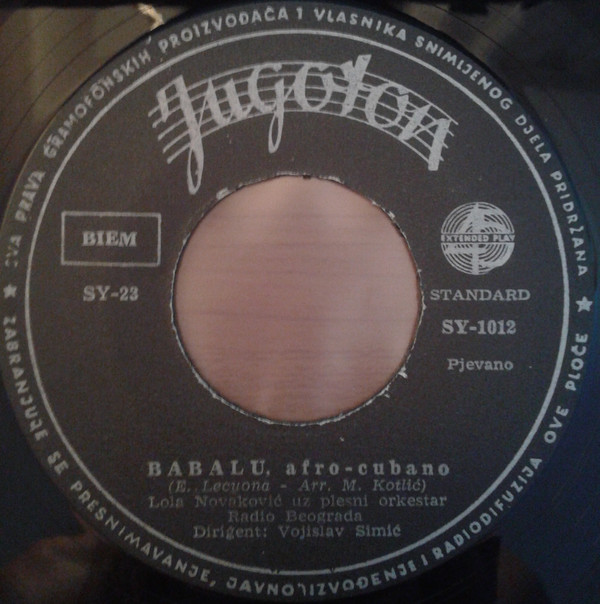 SVA PRAVA GRAMOFONSKIH PROIZVOĐAČA I VLASNIKA SNIMLJENOG DJELA PRIDRŽANA
Jugoton
BIEM
EXTENDED PLAY
SY-23
STANDARD
SY-1012
Pjevano
BABALU, afro-cubano
(E. Lecuona - Arr. M. Kotlić)
Lola Novaković uz plesni orkestar
Radio Beograda
Dirigent: Vojislav Simić
★ ZABRANJUJE SE PRESNIMAVANJE, JAVNO IZVOĐENJE I RADIODIFUZIJA OVE PLOČE ★